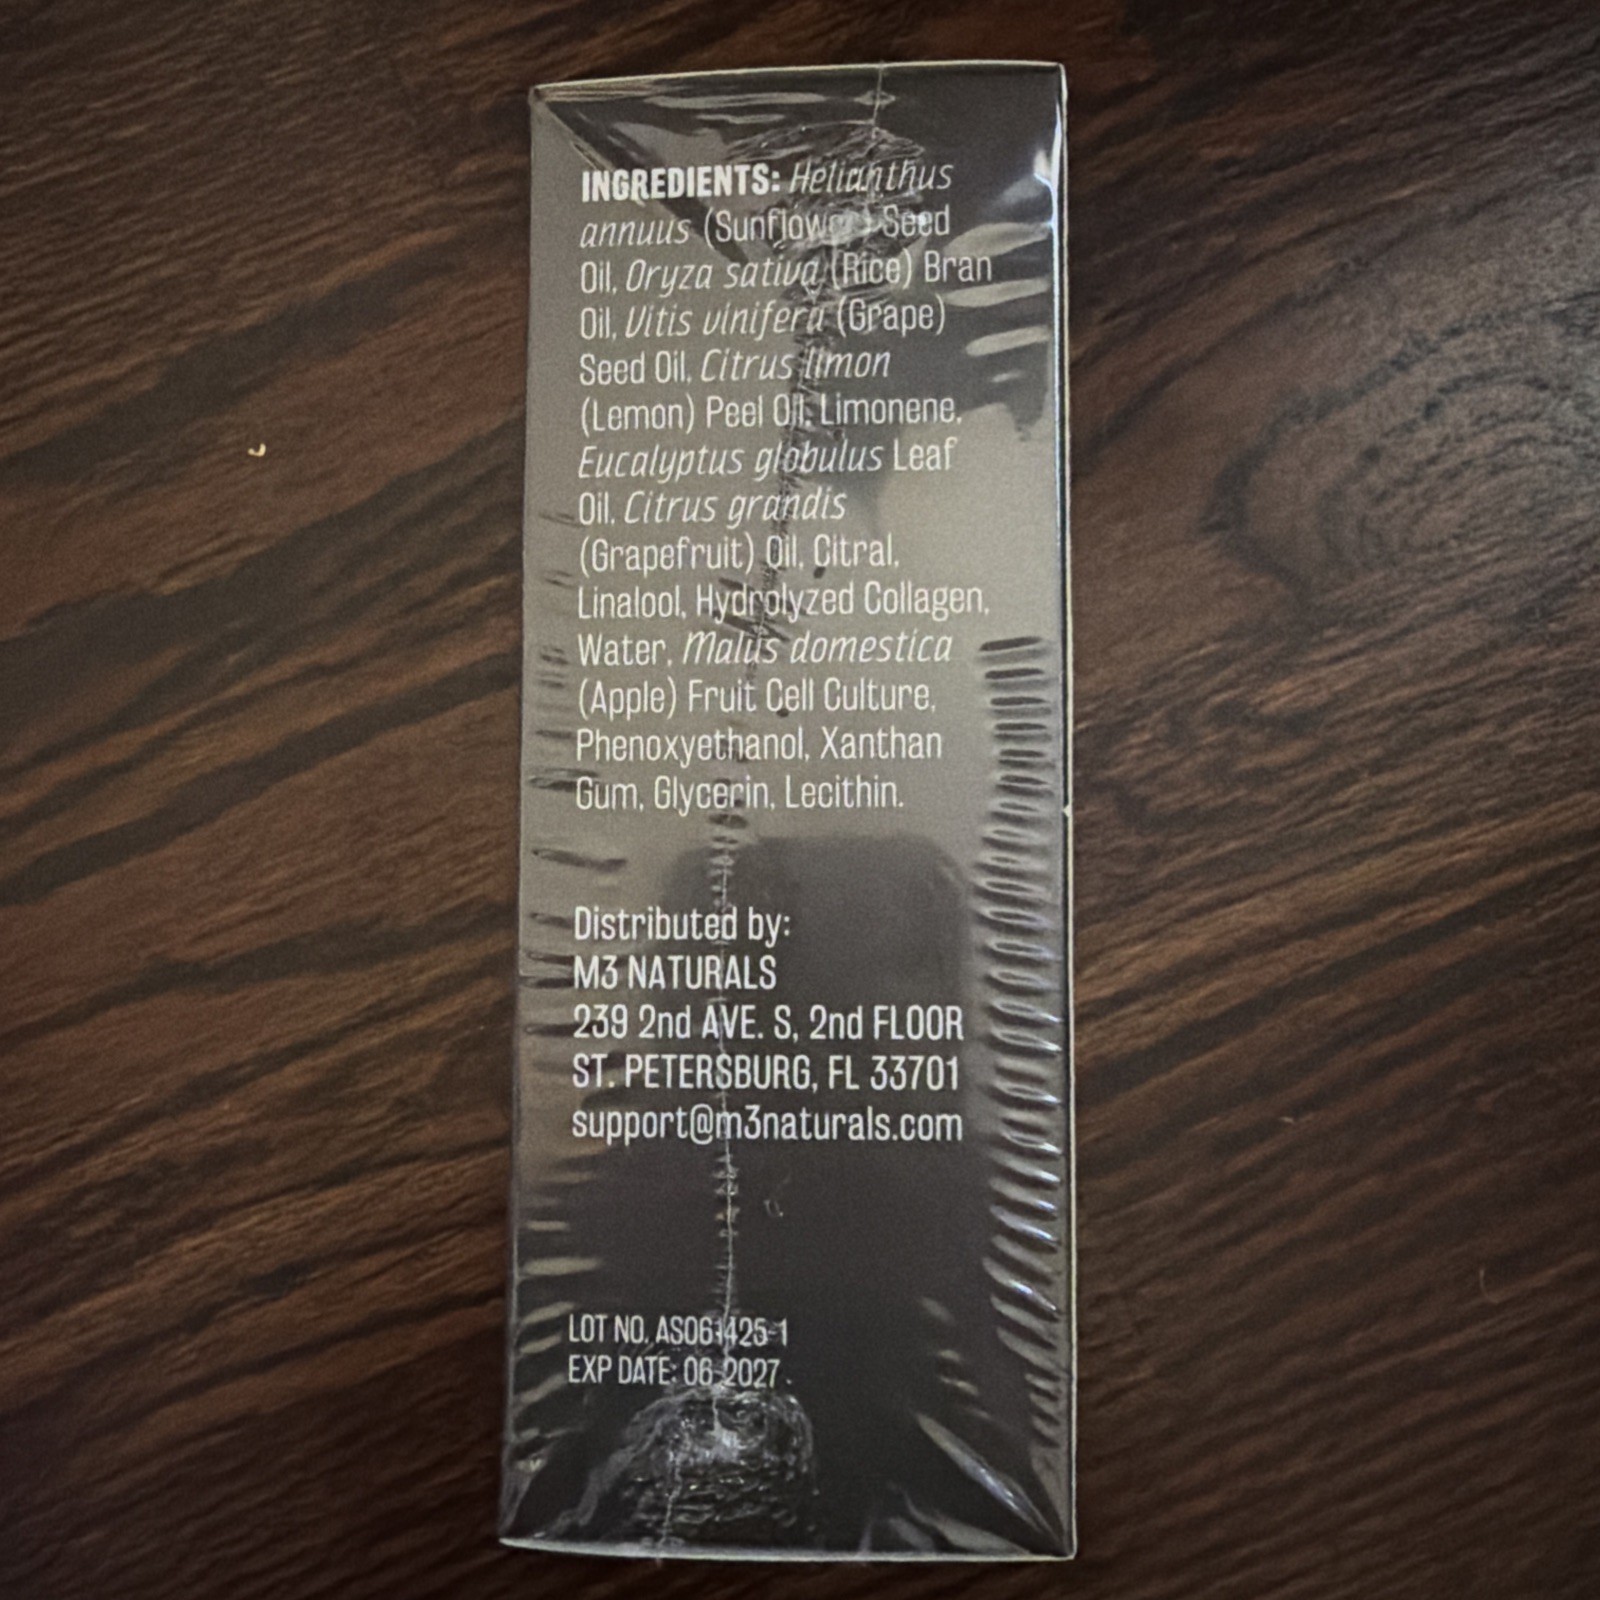 INGREDIENTS: Helianthus
annuus (Sunflower) Seed
Oil, Oryza sativa (Rice) Bran
Oil, Vitis vinifera (Grape)
Seed Oil, Citrus limon
(Lemon) Peel Oil, Limonene,
Eucalyptus globulus Leaf
Oil, Citrus grandis
(Grapefruit) Oil, Citral,
Linalool, Hydrolyzed Collagen,
Water, Malus domestica
(Apple) Fruit Cell Culture,
Phenoxyethanol, Xanthan
Gum, Glycerin, Lecithin.
Distributed by:
M3 NATURALS
239 2nd AVE. S, 2nd FLOOR
ST. PETERSBURG, FL 33701
support@m3naturals.com
LOT NO. AS061425-1
EXP DATE: 06-2027